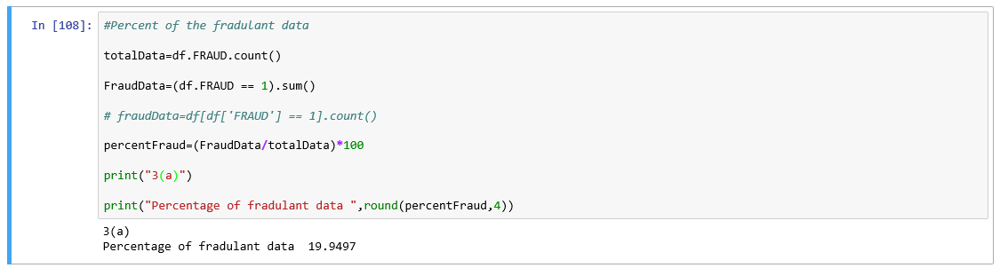 In [108]: #Percent of the fradulant data
totalData=df.FRAUD.count()
FraudData=(df.FRAUD == 1).sum()
# fraudData=df[df['FRAUD'] == 1].count()
percentFraud=(FraudData/totalData)*100
print("3(a)")
print("Percentage of fradulant data ",round(percentFraud,4))
3(a)
Percentage of fradulant data  19.9497